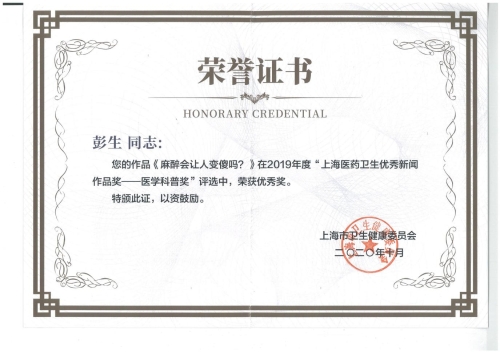 荣誉证书
HONORARY CREDENTIAL
彭生 同志:
您的作品《麻醉会让人变傻吗?》在2019年度“上海医药卫生优秀新闻
作品奖——医学科普奖”评选中,荣获优秀奖。
特颁此证,以资鼓励。
上海市卫生健康委员会
二〇二〇年十月